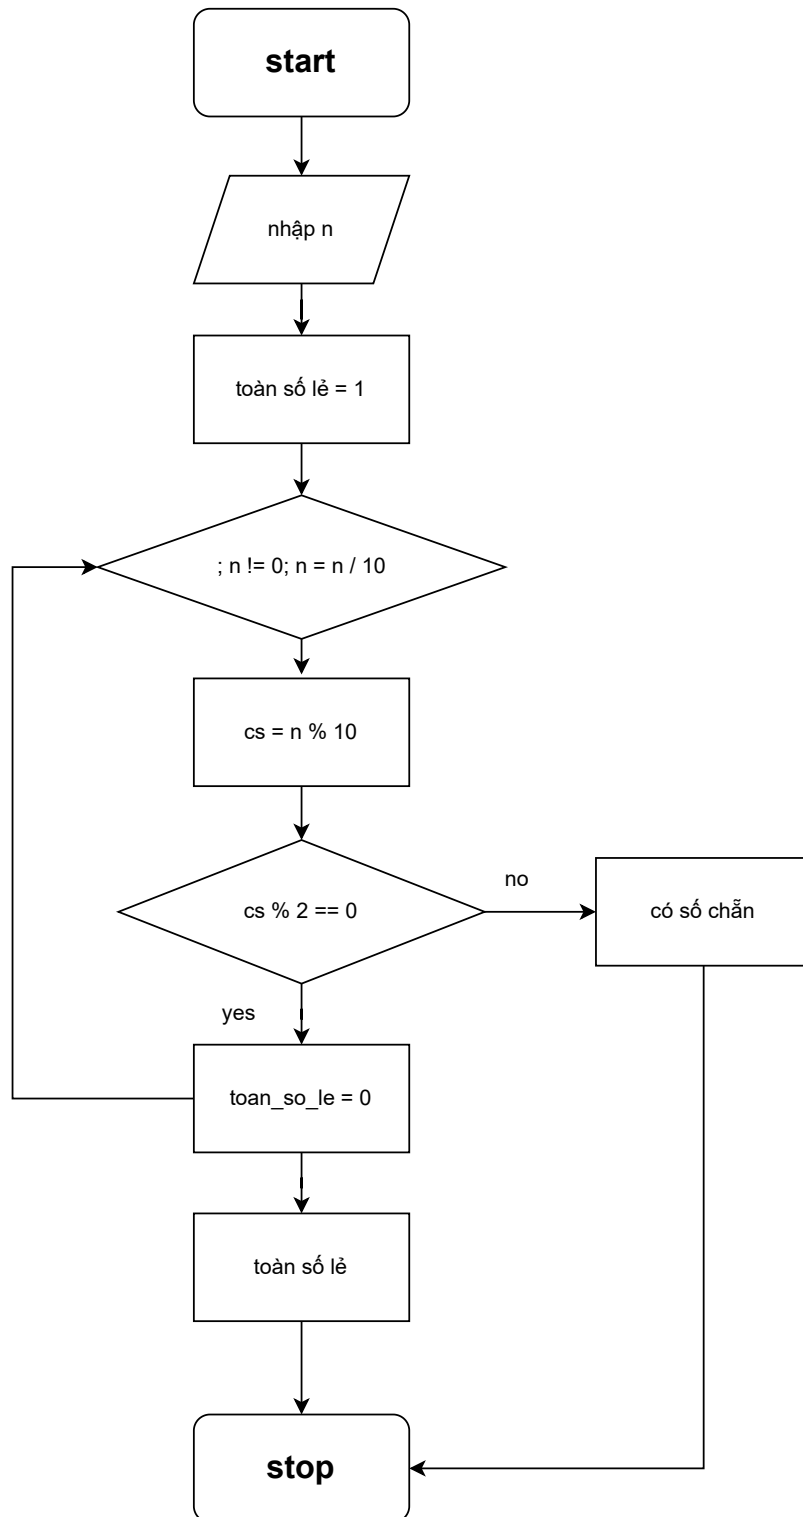 start
nhập n
toàn số lẻ = 1
; n != 0; n = n / 10
cs = n % 10
cs % 2 == 0
no
có số chẵn
yes
toan_so_le = 0
toàn số lẻ
stop